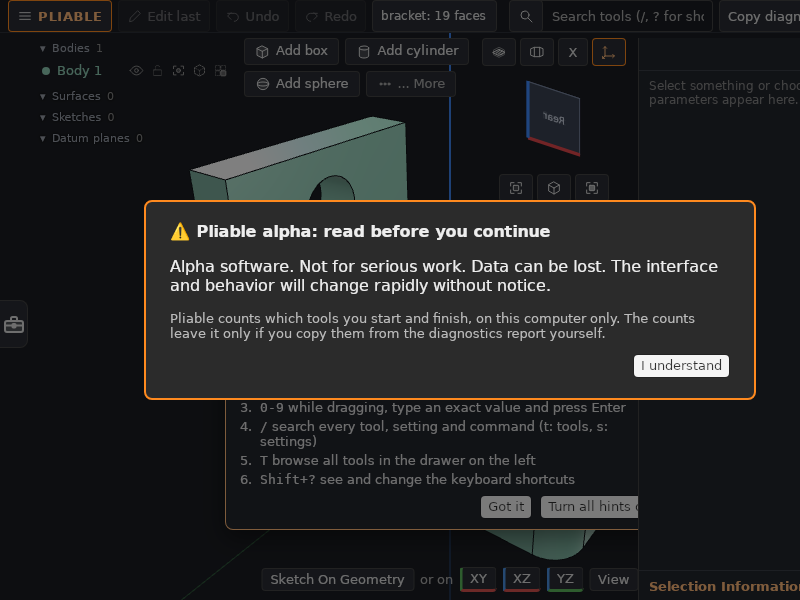 PLIABLE
Edit last
Undo
Redo
bracket: 19 faces
Search tools (/, ? for sho
Copy diagn
Bodies 1
Body 1
Surfaces 0
Sketches 0
Datum planes 0
Add box
Add cylinder
X
Add sphere
... More
Rear
Select something or choo
parameters appear here.
⚠️ Pliable alpha: read before you continue
Alpha software. Not for serious work. Data can be lost. The interface
and behavior will change rapidly without notice.
Pliable counts which tools you start and finish, on this computer only. The counts
leave it only if you copy them from the diagnostics report yourself.
I understand
3. 0-9 while dragging, type an exact value and press Enter
4. / search every tool, setting and command (t: tools, s:
settings)
5. T browse all tools in the drawer on the left
6. Shift+? see and change the keyboard shortcuts
Got it
Turn all hints o
Sketch On Geometry
or on
XY
XZ
YZ
View
Selection Informatio